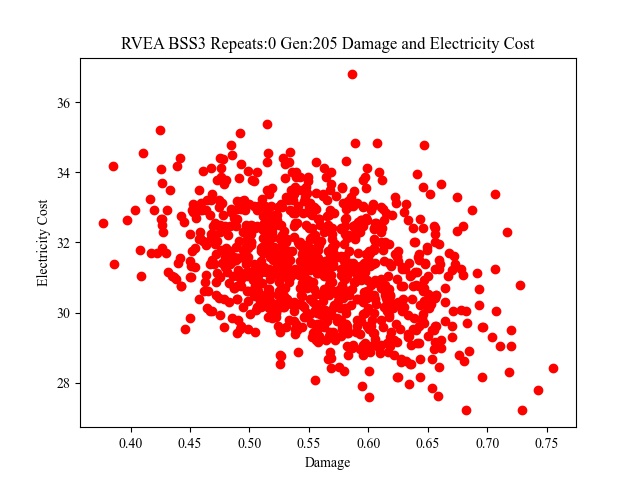 RVEA BSS3 Repeats:0 Gen:205 Damage and Electricity Cost
36
34
32
30
28
Electricity Cost
0.40 0.45 0.50 0.55 0.60 0.65 0.70 0.75
Damage